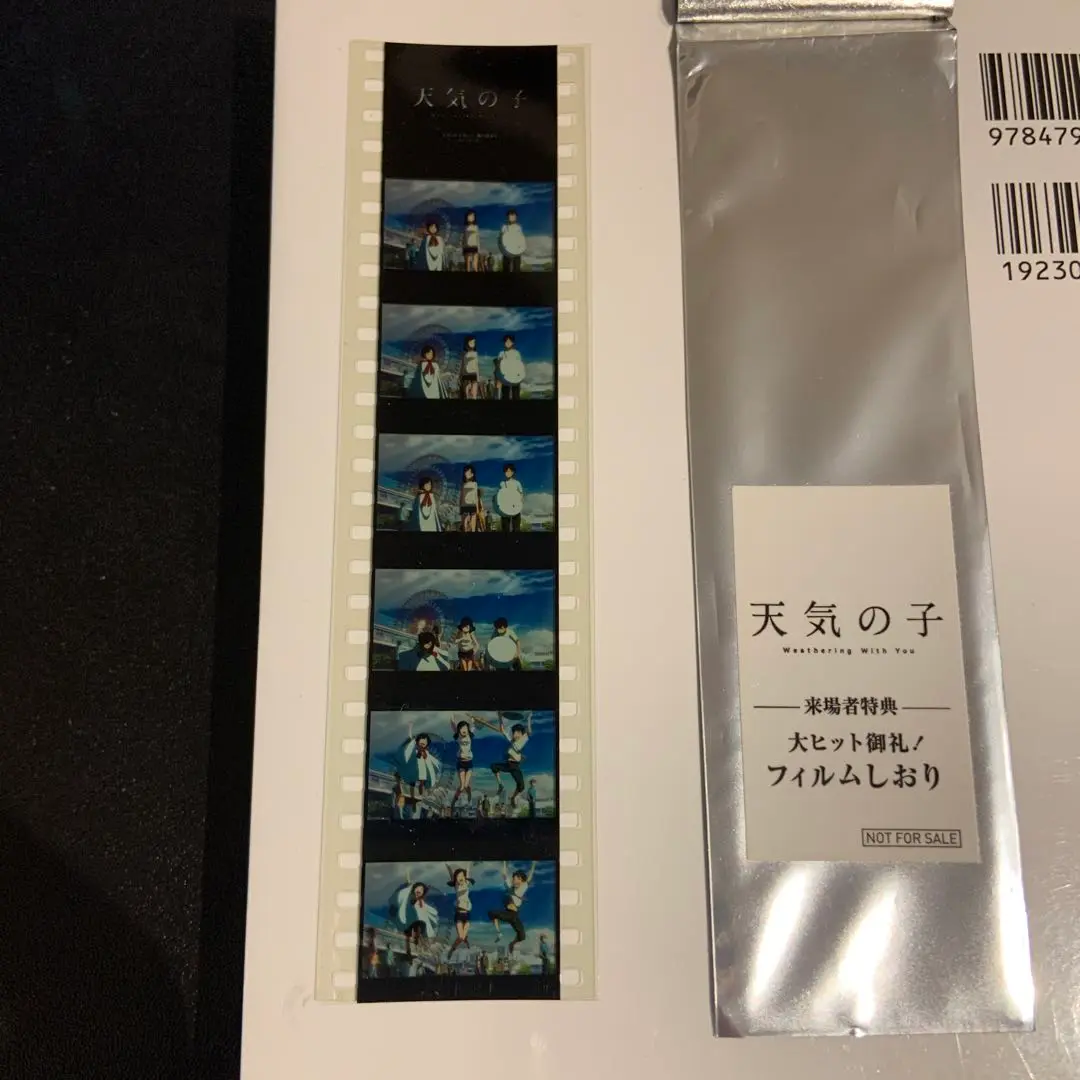 天気の子
天気の子
Weathering With You
来場者特典
大ヒット御礼!
フィルムしおり
NOT FOR SALE
978479
19230